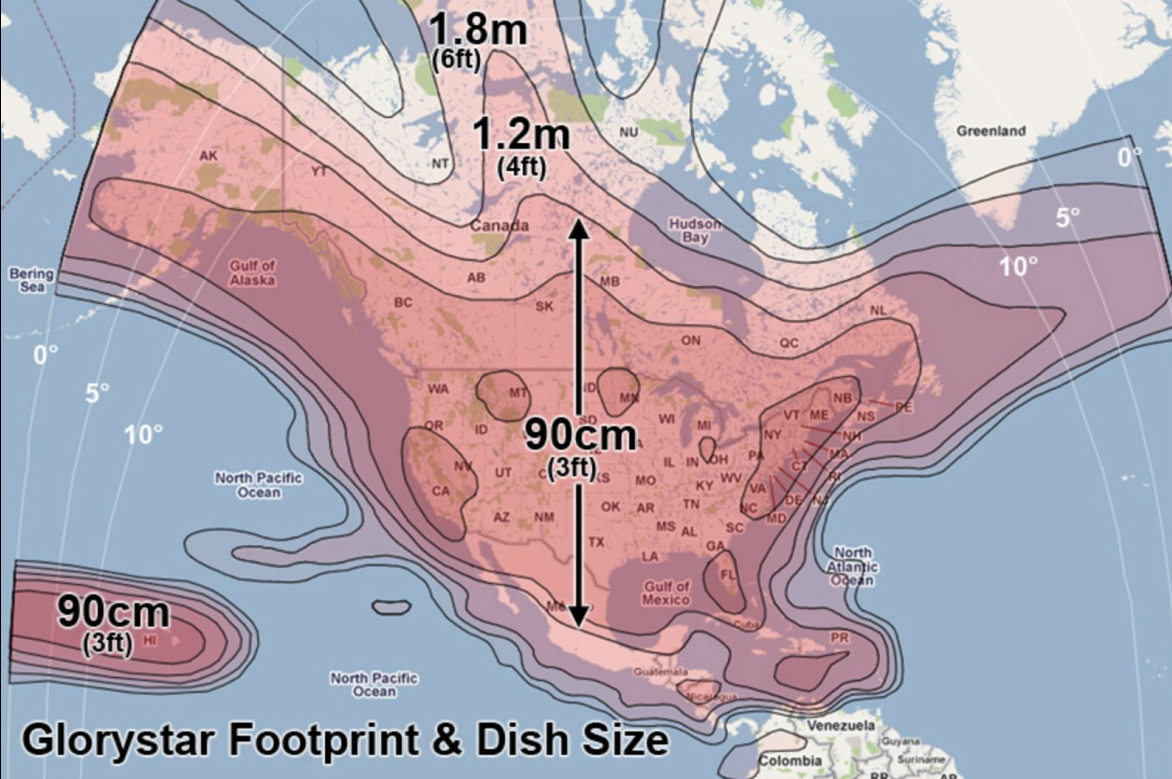 1.8m
(6ft)
1.2m
(4ft)
NU
Greenland
0°
AK
YT
NT
Canada
Hudson
Bay
5°
10°
Bering
Sea
Gulf of
Alaska
AB
MB
BC
SK
NL
ON
QC
0°
5°
10°
WA
MT
ND
MN
NB
PE
OR
ID
SD
WI
MI
VT
ME
NS
NY
NH
90cm
(3ft)
NV
UT
KS
IL
IN
OH
PA
MA
CT
RI
CA
MO
KY
WV
VA
DE
NJ
AZ
NM
OK
AR
TN
NC
MD
MS
AL
SC
TX
LA
GA
North Pacific
Ocean
Gulf of
Mexico
FL
North
Atlantic
Ocean
90cm
(3ft)
HI
Cuba
PR
Guatemala
Nicaragua
North Pacific
Ocean
Glorystar Footprint & Dish Size
Venezuela
Guyana
Suriname
Colombia
RR
AP